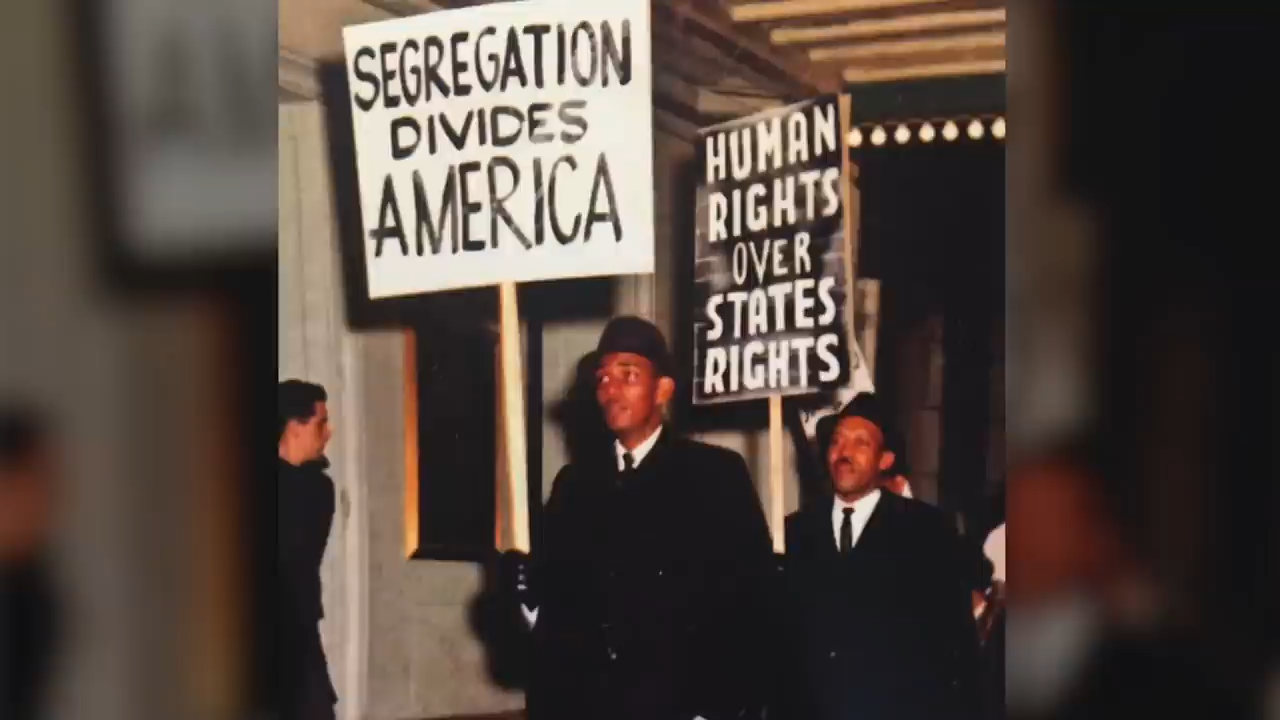 SEGREGATION
DIVIDES
AMERICA
HUMAN
RIGHTS
OVER
STATES
RIGHTS